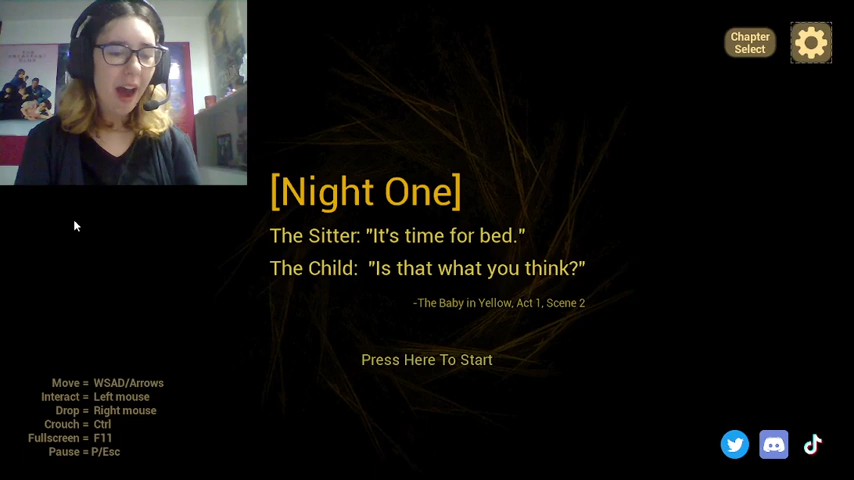 Chapter
Select
[Night One]
The Sitter: "It's time for bed."
The Child:  "Is that what you think?"
-The Baby in Yellow, Act 1, Scene 2
Press Here To Start
Move = WSAD/Arrows
Interact = Left mouse
Drop = Right mouse
Crouch = Ctrl
Fullscreen = F11
Pause = P/Esc